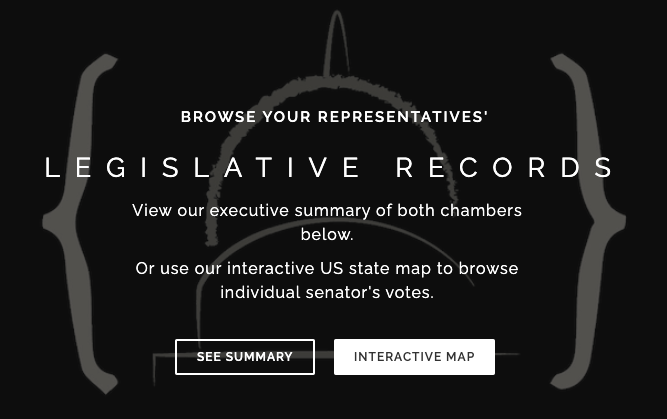 BROWSE YOUR REPRESENTATIVES'
LEGISLATIVE RECORDS
View our executive summary of both chambers
below.
Or use our interactive US state map to browse
individual senator's votes.
SEE SUMMARY
INTERACTIVE MAP